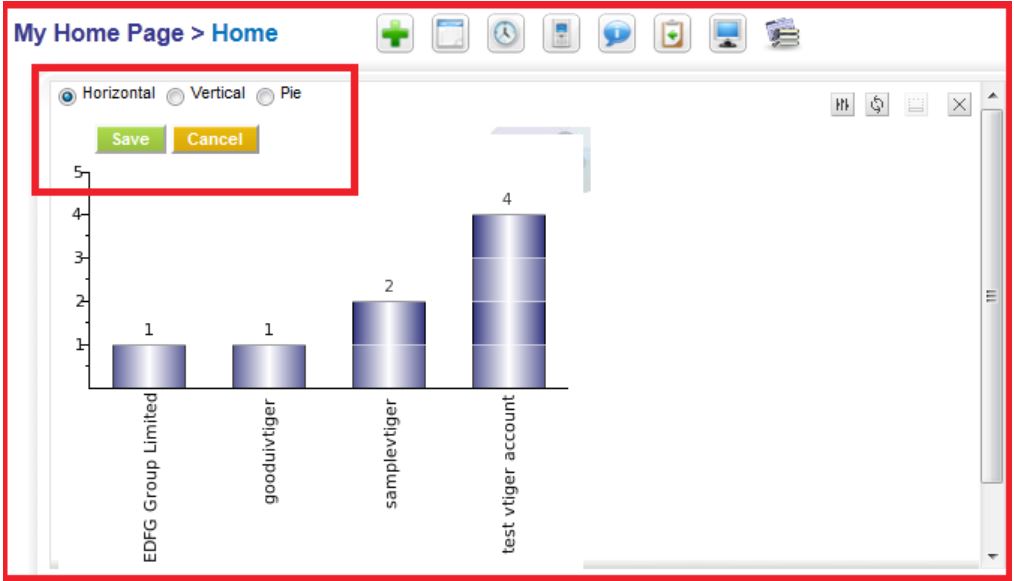 My Home Page > Home
Horizontal Vertical Pie
Save Cancel
5
4
3
2
1
1
1
2
4
EDFG Group Limited
gooduivtiger
samplevtiger
test vtiger account